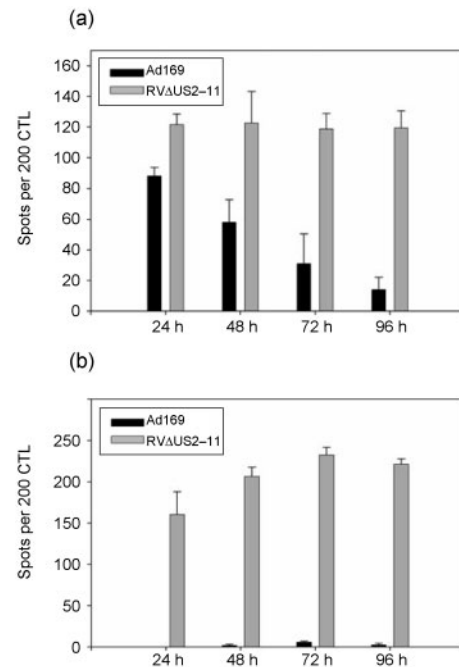 (a)
160
140
120
100
80
60
40
20
0
Spots per 200 CTL
Ad169
RVΔUS2–11
24 h 48 h 72 h 96 h
(b)
250
200
150
100
50
0
Spots per 200 CTL
Ad169
RVΔUS2–11
24 h 48 h 72 h 96 h